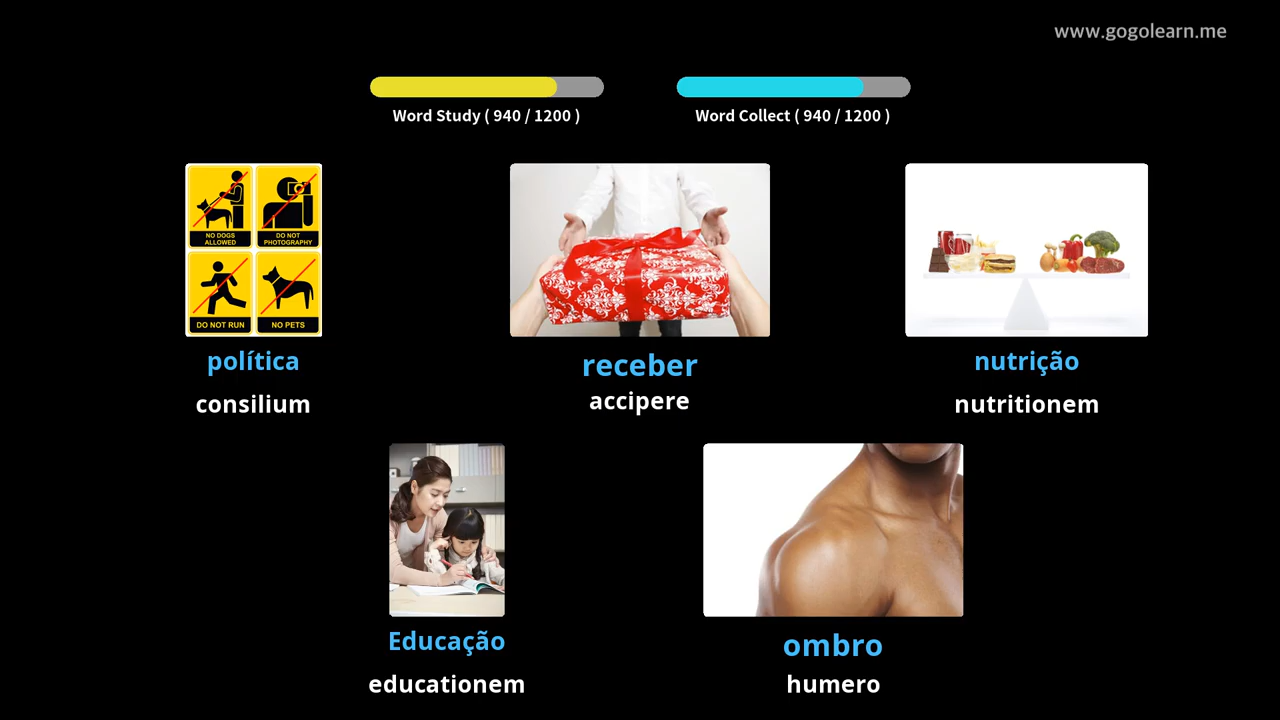 www.gogolearn.me
Word Study ( 940 / 1200 )
Word Collect ( 940 / 1200 )
NO DOGS
ALLOWED
DO NOT
PHOTOGRAPHY
DO NOT RUN
NO PETS
política
consilium
receber
accipere
nutrição
nutritionem
Educação
educationem
ombro
humero